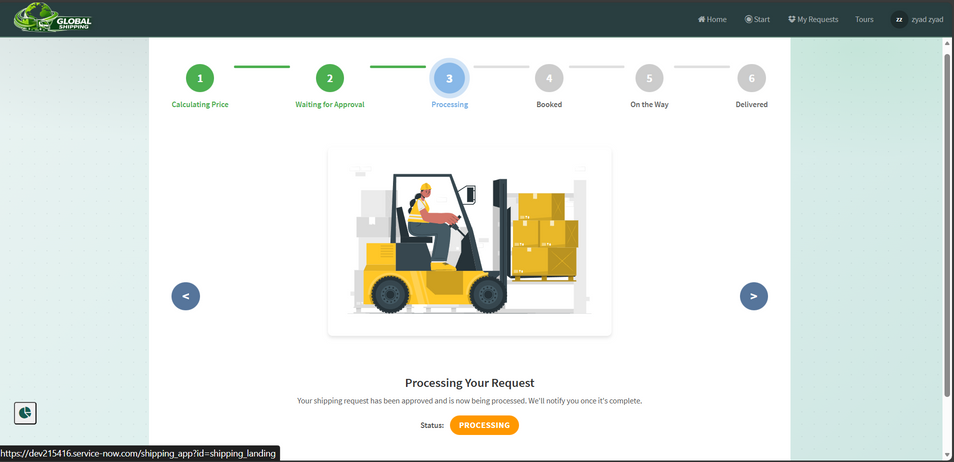 GLOBAL
SHIPPING
Home
Start
My Requests
Tours
zz
zyad zyad
1
2
3
4
5
6
Calculating Price
Waiting for Approval
Processing
Booked
On the Way
Delivered
<
>
Processing Your Request
Your shipping request has been approved and is now being processed. We'll notify you once it's complete.
Status: PROCESSING
https://dev215416.service-now.com/shipping_app?id=shipping_landing